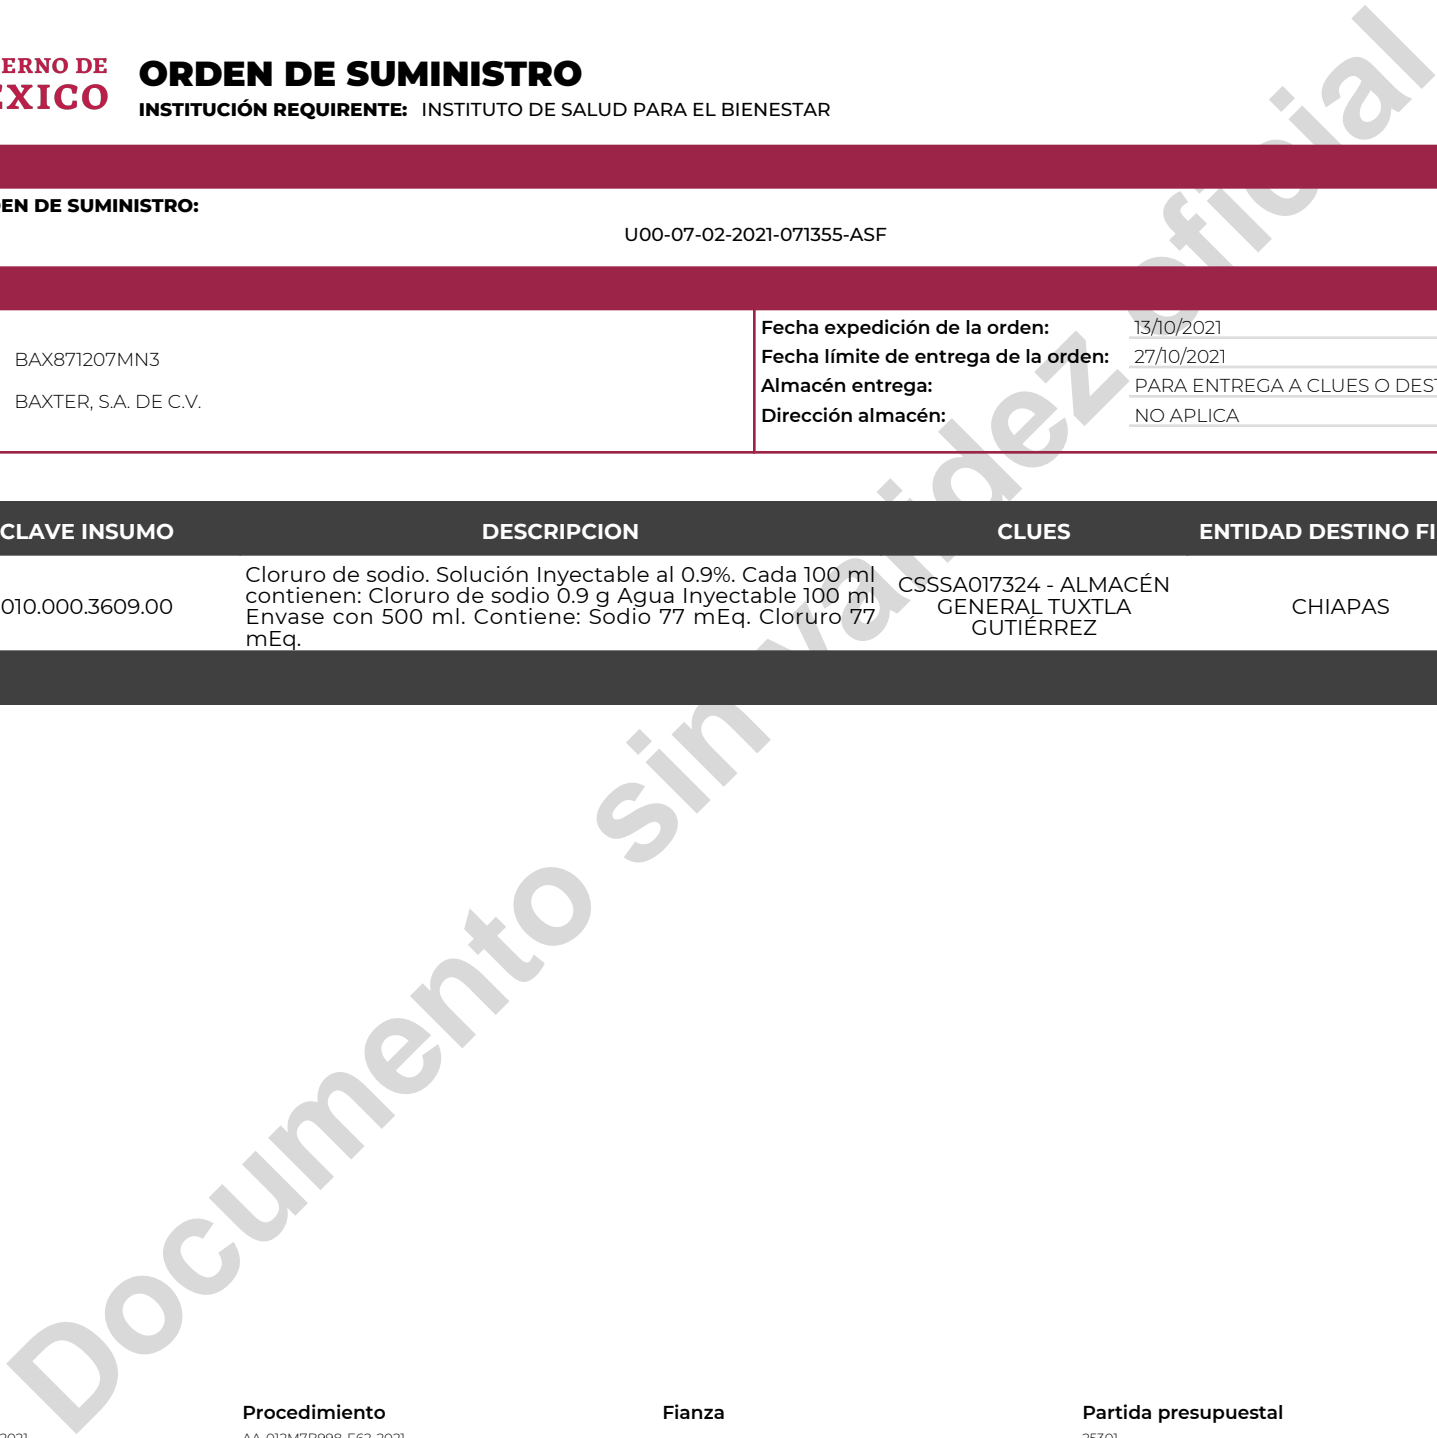 ERNO DE
EXICO
ORDEN DE SUMINISTRO
INSTITUCIÓN REQUIRENTE: INSTITUTO DE SALUD PARA EL BIENESTAR
EN DE SUMINISTRO:
U00-07-02-2021-071355-ASF
BAX871207MN3
BAXTER, S.A. DE C.V.
Fecha expedición de la orden: 13/10/2021
Fecha límite de entrega de la orden: 27/10/2021
Almacén entrega: PARA ENTREGA A CLUES O DEST
Dirección almacén: NO APLICA
CLAVE INSUMO DESCRIPCION CLUES ENTIDAD DESTINO FI
010.000.3609.00
Cloruro de sodio. Solución Inyectable al 0.9%. Cada 100 ml
contienen: Cloruro de sodio 0.9 g Agua Inyectable 100 ml
Envase con 500 ml. Contiene: Sodio 77 mEq. Cloruro 77
mEq.
CSSSA017324 - ALMACÉN
GENERAL TUXTLA
GUTIÉRREZ
CHIAPAS
Documento sin validez oficial
Procedimiento Fianza Partida presupuestal